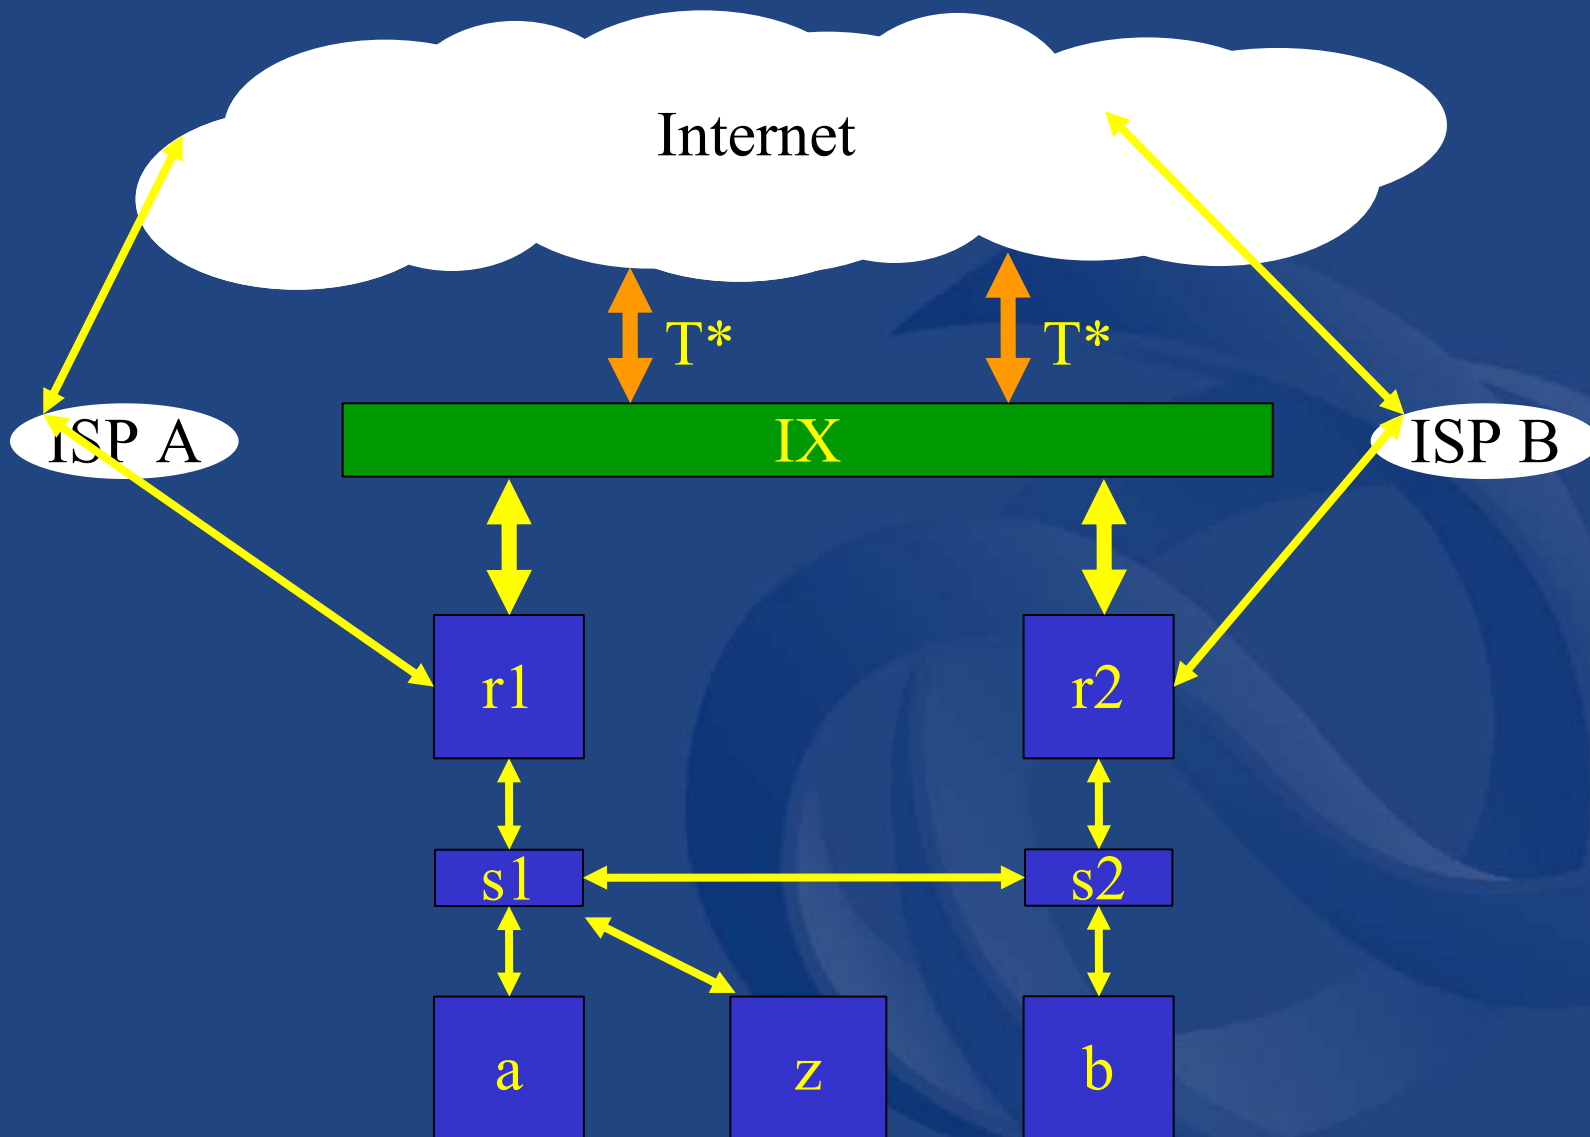 Internet
T*
T*
ISP A
IX
ISP B
r1
r2
s1
s2
a
z
b